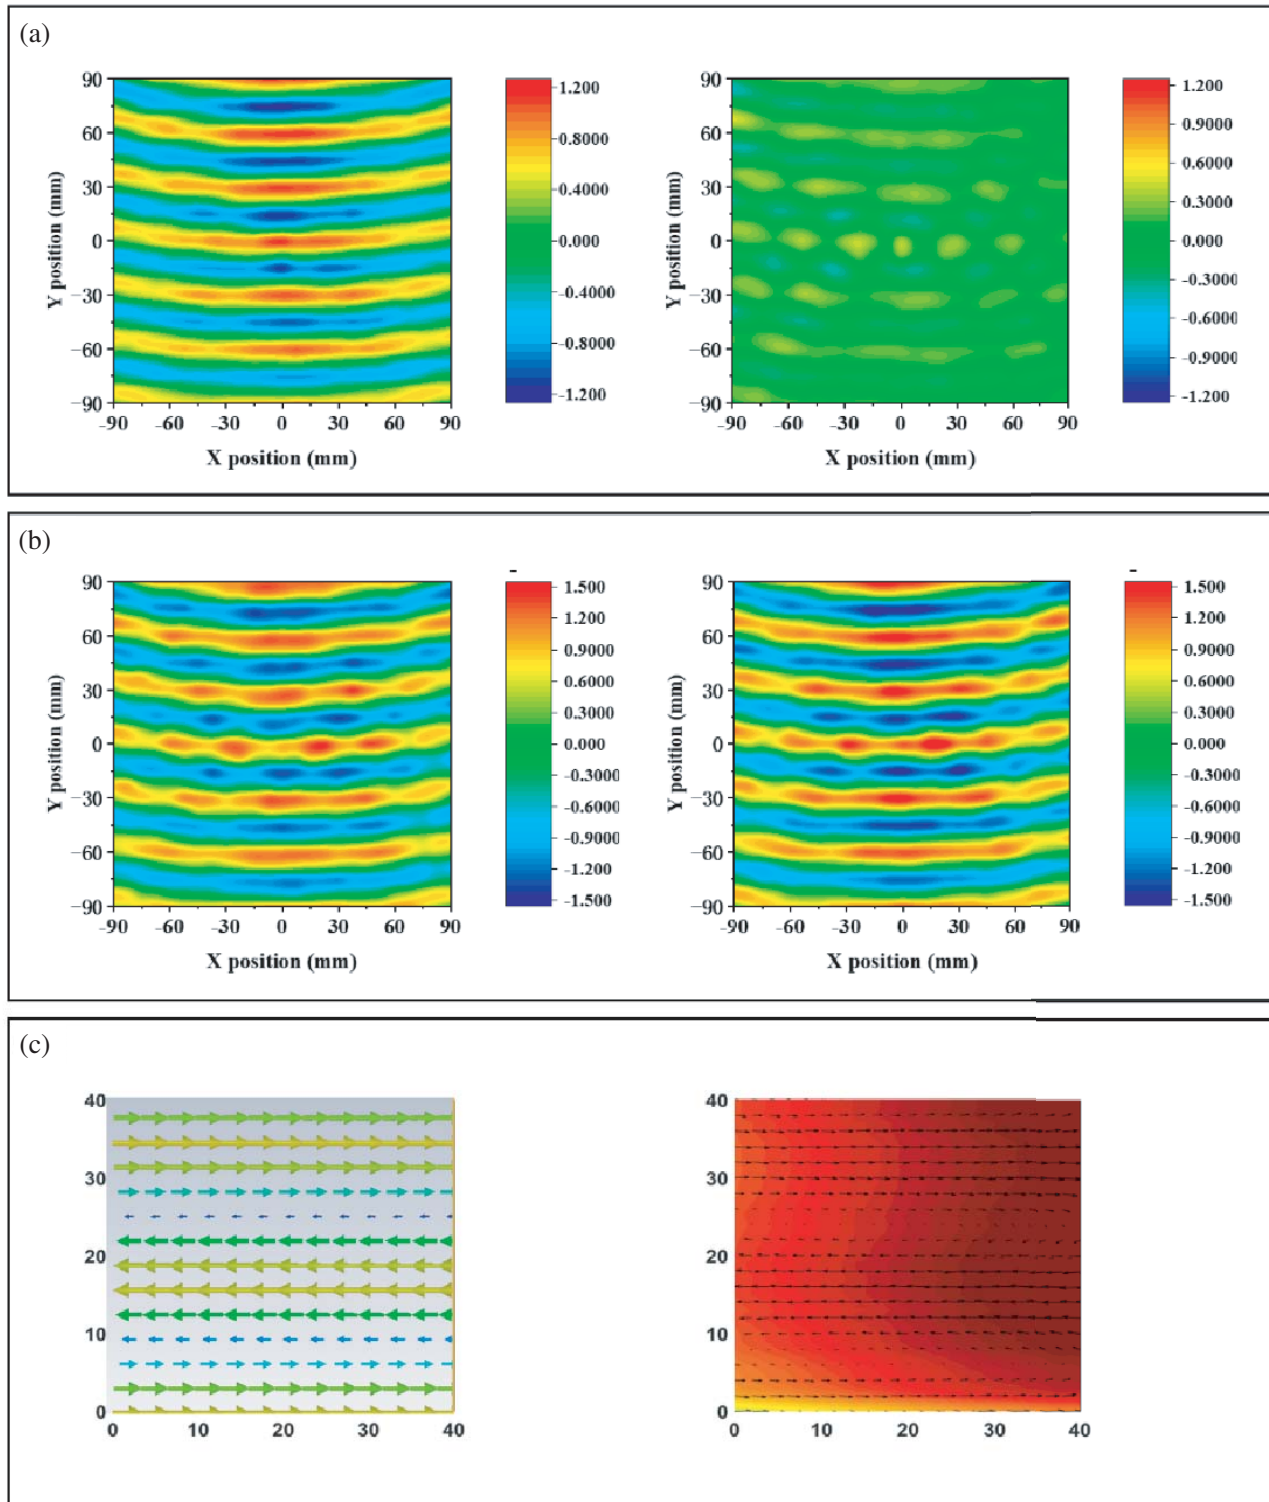 (a)
90 90
1.200 1.200
60 0.8000 60 0.9000
30 0.4000 30 0.6000
0.3000
0 0.000 0 0.000
−30 -0.4000 −30 -0.3000
-0.6000
−60 -0.8000 −60 -0.9000
−90 -1.200 −90 -1.200
-90 -60 -30 0 30 60 90 -90 -60 -30 0 30 60 90
Y position (mm) Y position (mm)
X position (mm) X position (mm)
(b)
90 1.500 90 1.500
1.200 1.200
60 0.9000 60 0.9000
30 0.6000 30 0.6000
0.3000 0.3000
0 0.000 0 0.000
−30 -0.3000 −30 -0.3000
-0.6000 -0.6000
−60 -0.9000 −60 -0.9000
-1.200 -1.200
−90 -1.500 −90 -1.500
-90 -60 -30 0 30 60 90 -90 -60 -30 0 30 60 90
Y position (mm) Y position (mm)
X position (mm) X position (mm)
(c)
40 40
30 30
20 20
10 10
0 0
0 10 20 30 40 0 10 20 30 40